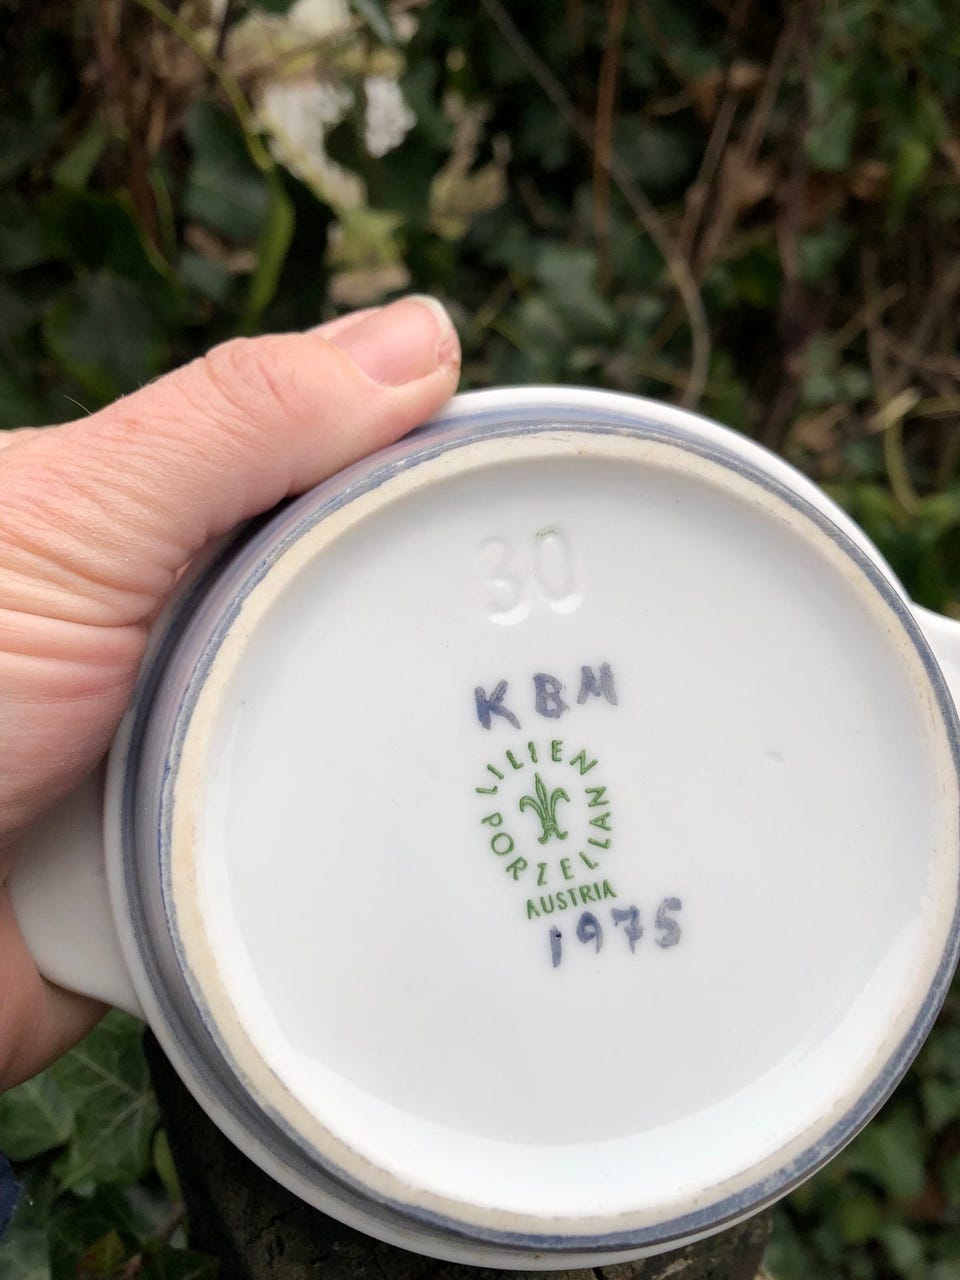 30
KBM
LILIEN PORZELLAN
AUSTRIA
1975